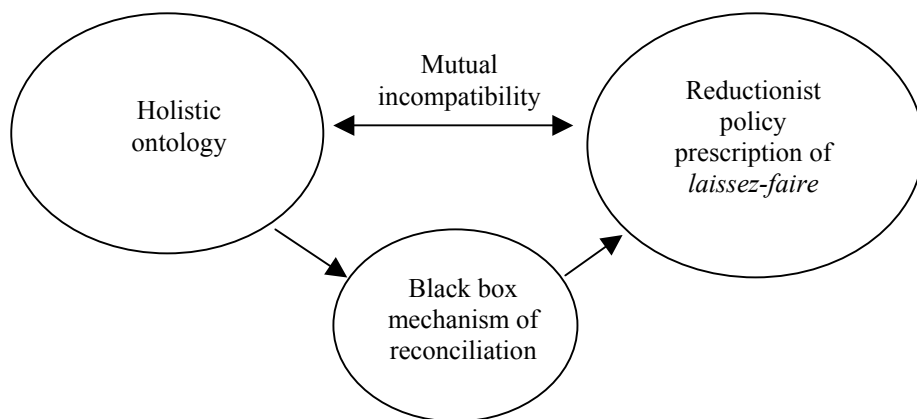 Holistic
ontology
Mutual
incompatibility
Reductionist
policy
prescription of
laissez-faire
Black box
mechanism of
reconciliation